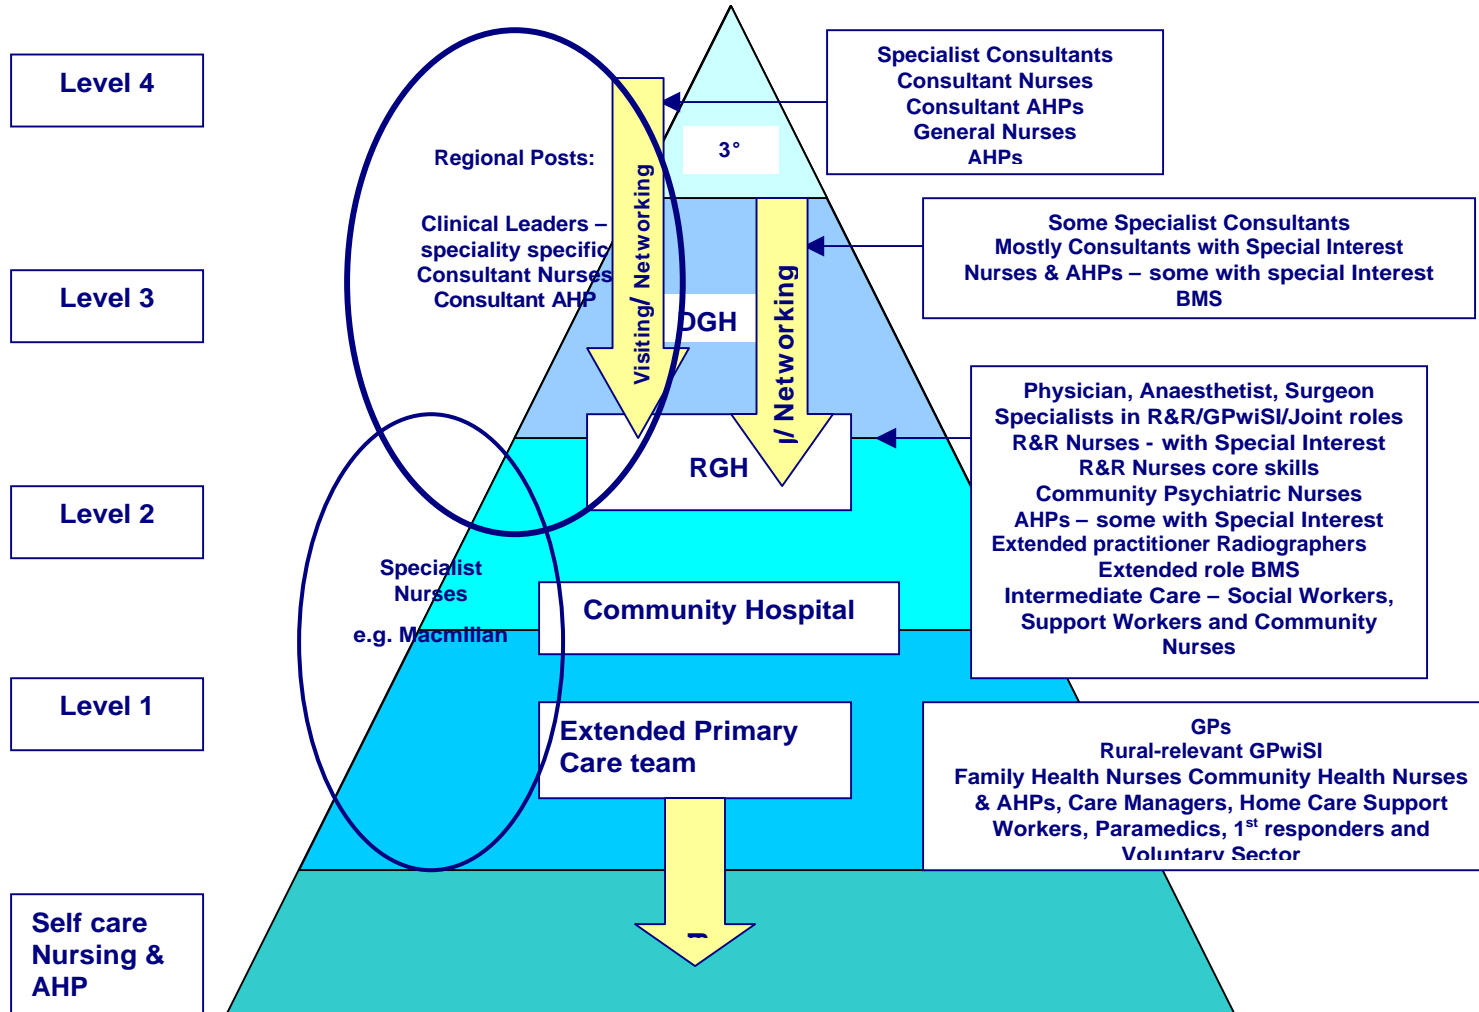 Level 4
Level 3
Level 2
Level 1
Self care
Nursing &
AHP
Regional Posts:
Clinical Leaders –
speciality specific
Consultant Nurses
Consultant AHP
Specialist
Nurses
e.g. Macmillan
Visiting/ Networking
/ Networking
3°
DGH
RGH
Community Hospital
Extended Primary
Care team
Specialist Consultants
Consultant Nurses
Consultant AHPs
General Nurses
AHPs
Some Specialist Consultants
Mostly Consultants with Special Interest
Nurses & AHPs – some with special Interest
BMS
Physician, Anaesthetist, Surgeon
Specialists in R&R/GPwiSI/Joint roles
R&R Nurses - with Special Interest
R&R Nurses core skills
Community Psychiatric Nurses
AHPs – some with Special Interest
Extended practitioner Radiographers
Extended role BMS
Intermediate Care – Social Workers,
Support Workers and Community
Nurses
GPs
Rural-relevant GPwiSI
Family Health Nurses Community Health Nurses
& AHPs, Care Managers, Home Care Support
Workers, Paramedics, 1st responders and
Voluntary Sector